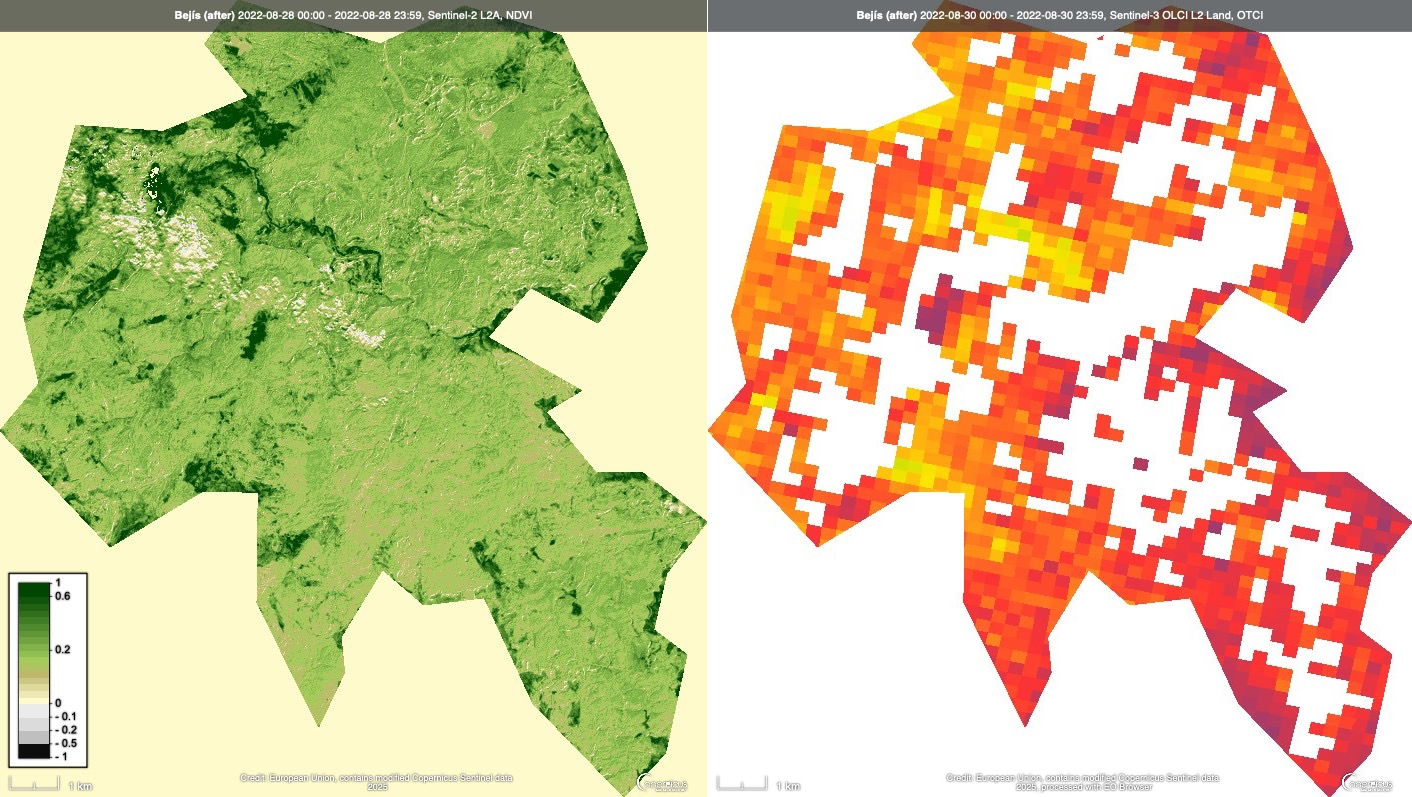 Bejís (after) 2022-08-28 00:00 - 2022-08-28 23:59, Sentinel-2 L2A, NDVI
Bejís (after) 2022-08-30 00:00 - 2022-08-30 23:59, Sentinel-3 OLCI L2 Land, OTCI
1
0.6
0.2
0
- 0.1
- 0.2
- 0.5
- 1
1 km
Credit: European Union, contains modified Copernicus Sentinel data
2025
1 km
Credit: European Union, contains modified Copernicus Sentinel data
2025, processed with EO Browser